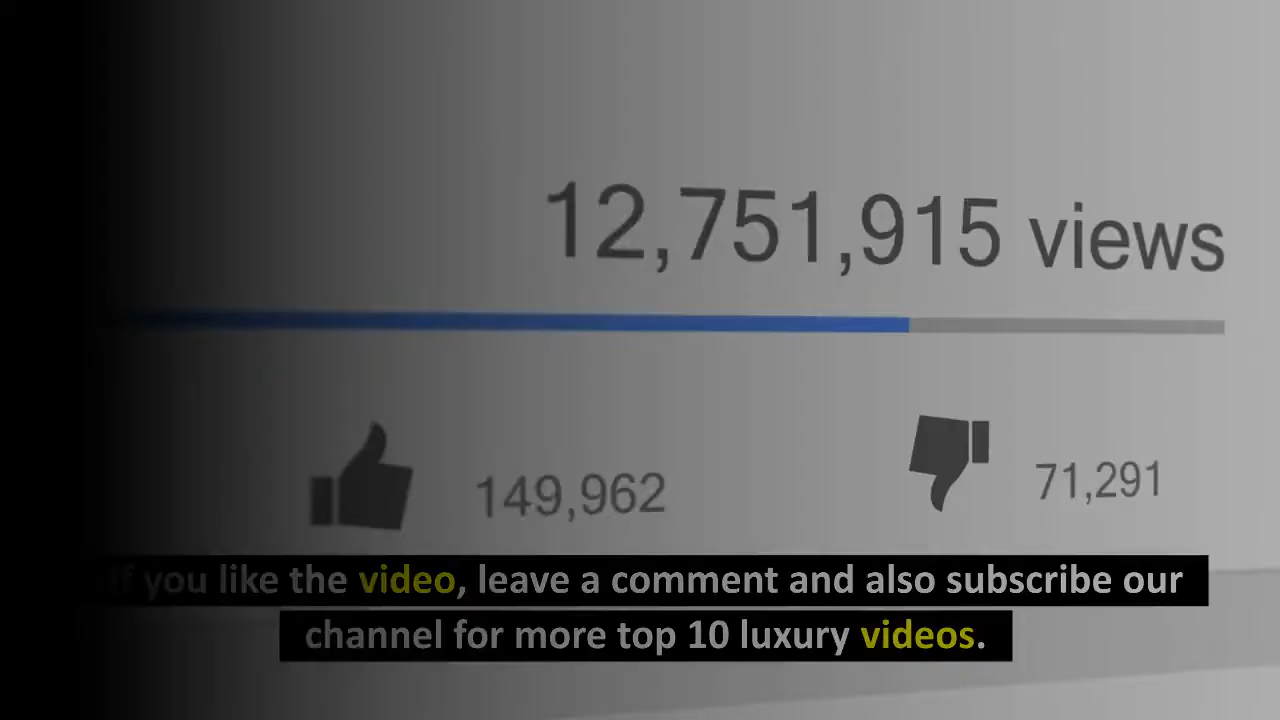 12,751,915 views
149,962 71,291
If you like the video, leave a comment and also subscribe our
channel for more top 10 luxury videos.